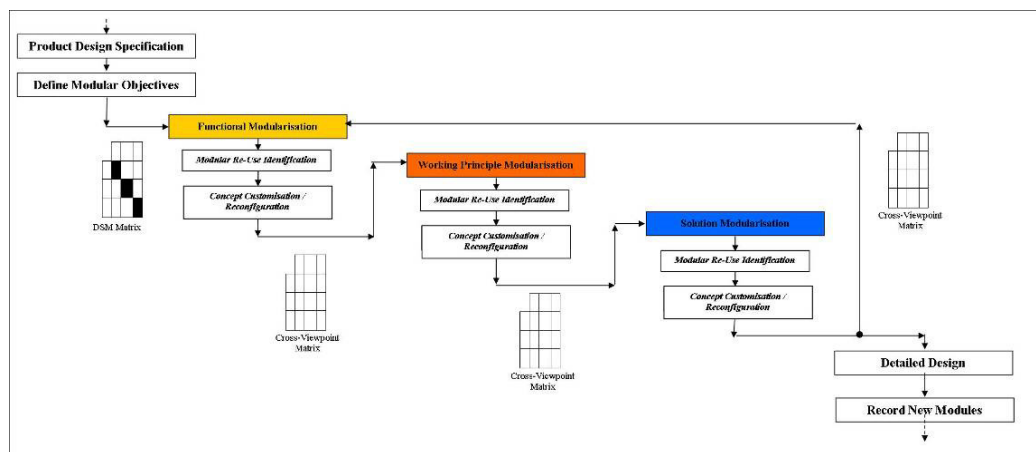 Product Design Specification
Define Modular Objectives
Functional Modularisation
Modular Re-Use Identification
Concept Customisation /
Reconfiguration
DSM Matrix
Cross-Viewpoint
Matrix
Working Principle Modularisation
Modular Re-Use Identification
Concept Customisation /
Reconfiguration
Cross-Viewpoint
Matrix
Solution Modularisation
Modular Re-Use Identification
Concept Customisation /
Reconfiguration
Cross-Viewpoint
Matrix
Detailed Design
Record New Modules